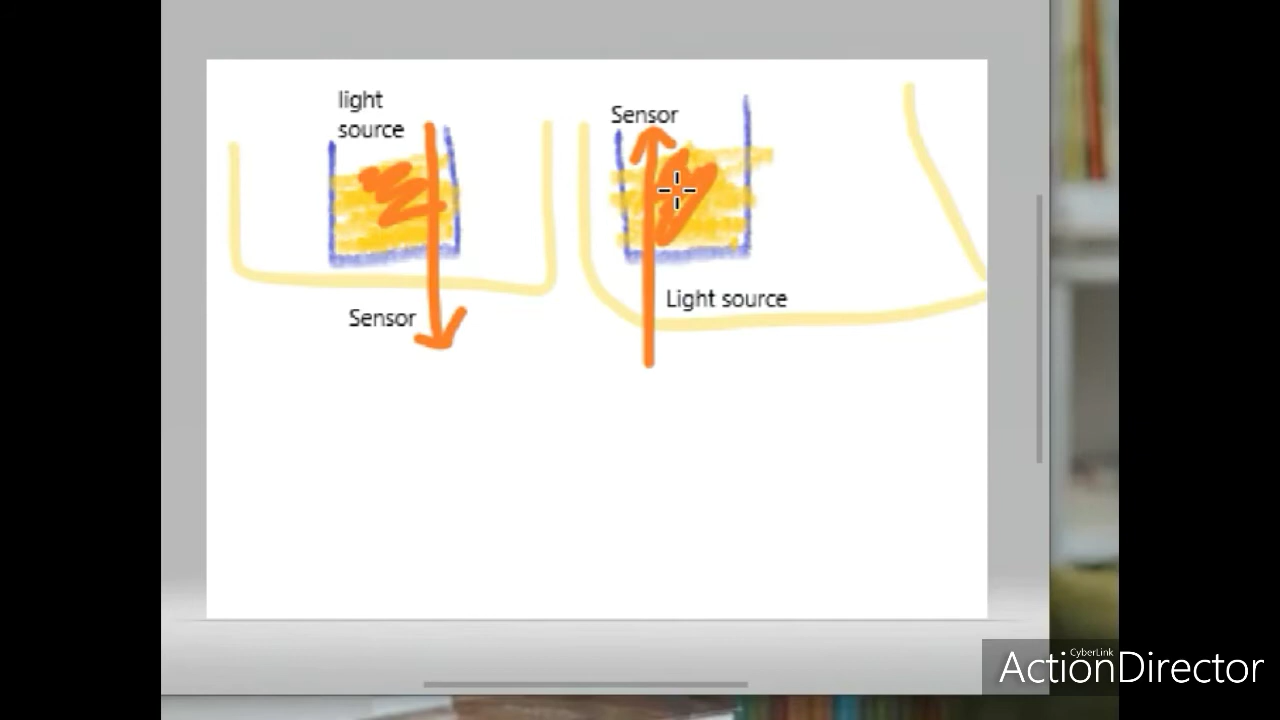 light
source
Sensor
Sensor
Light source
CyberLink
ActionDirector